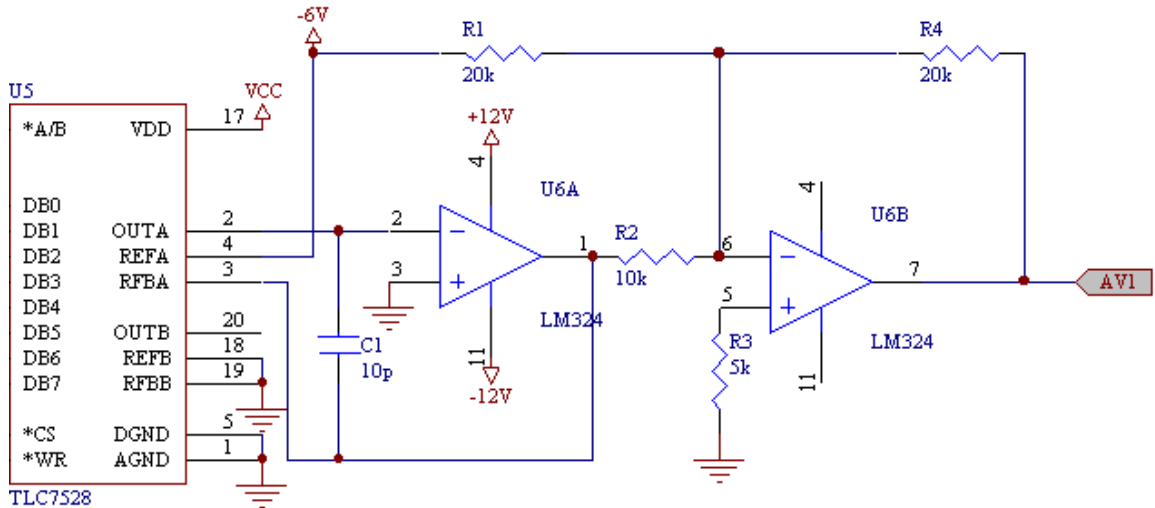 -6V
R1
20k
R4
20k
U5
VCC
*A/B VDD 17
+12V
4
U6A
4
U6B
DB0
DB1 OUTA 2
2
DB2 REFA 4
DB3 RFBA 3
3
1
R2
10k
6
7
AV1
5
DB4
DB5 OUTB 20
DB6 REFB 18
DB7 RFBB 19
C1
10p
LM324
11
-12V
R3
5k
LM324
11
*CS DGND 5
*WR AGND 1
TLC7528